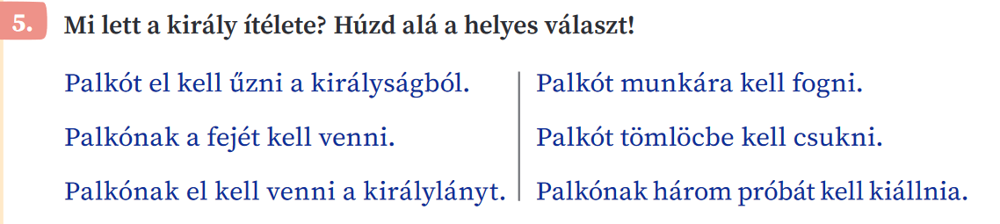 5. Mi lett a király ítélete? Húzd alá a helyes választ!
Palkót el kell űzni a királyságból.
Palkónak a fejét kell venni.
Palkónak el kell venni a királylányt.
Palkót munkára kell fogni.
Palkót tömlöcbe kell csukni.
Palkónak három próbát kell kiállnia.